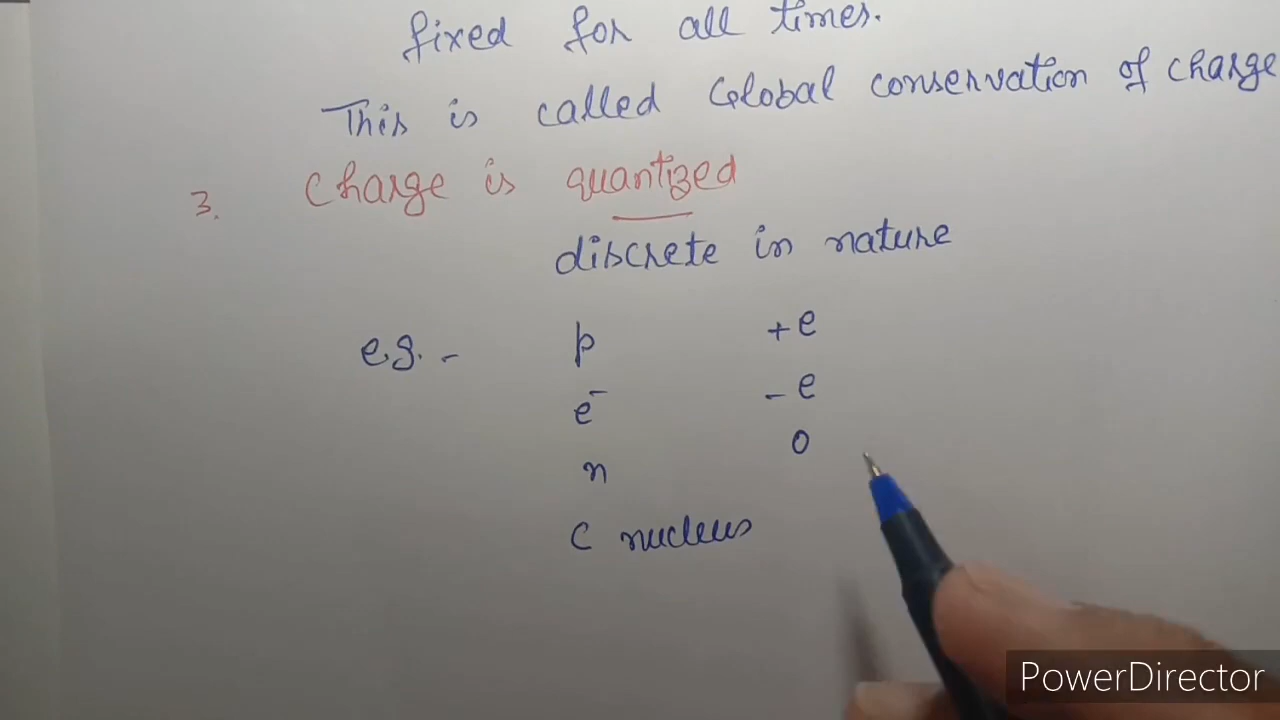 fixed for all times.
This is called Global conservation of charge
3. Charge is quantized
discrete in nature
e.g. - p +e
e⁻ - e
n 0
C nucleus
PowerDirector